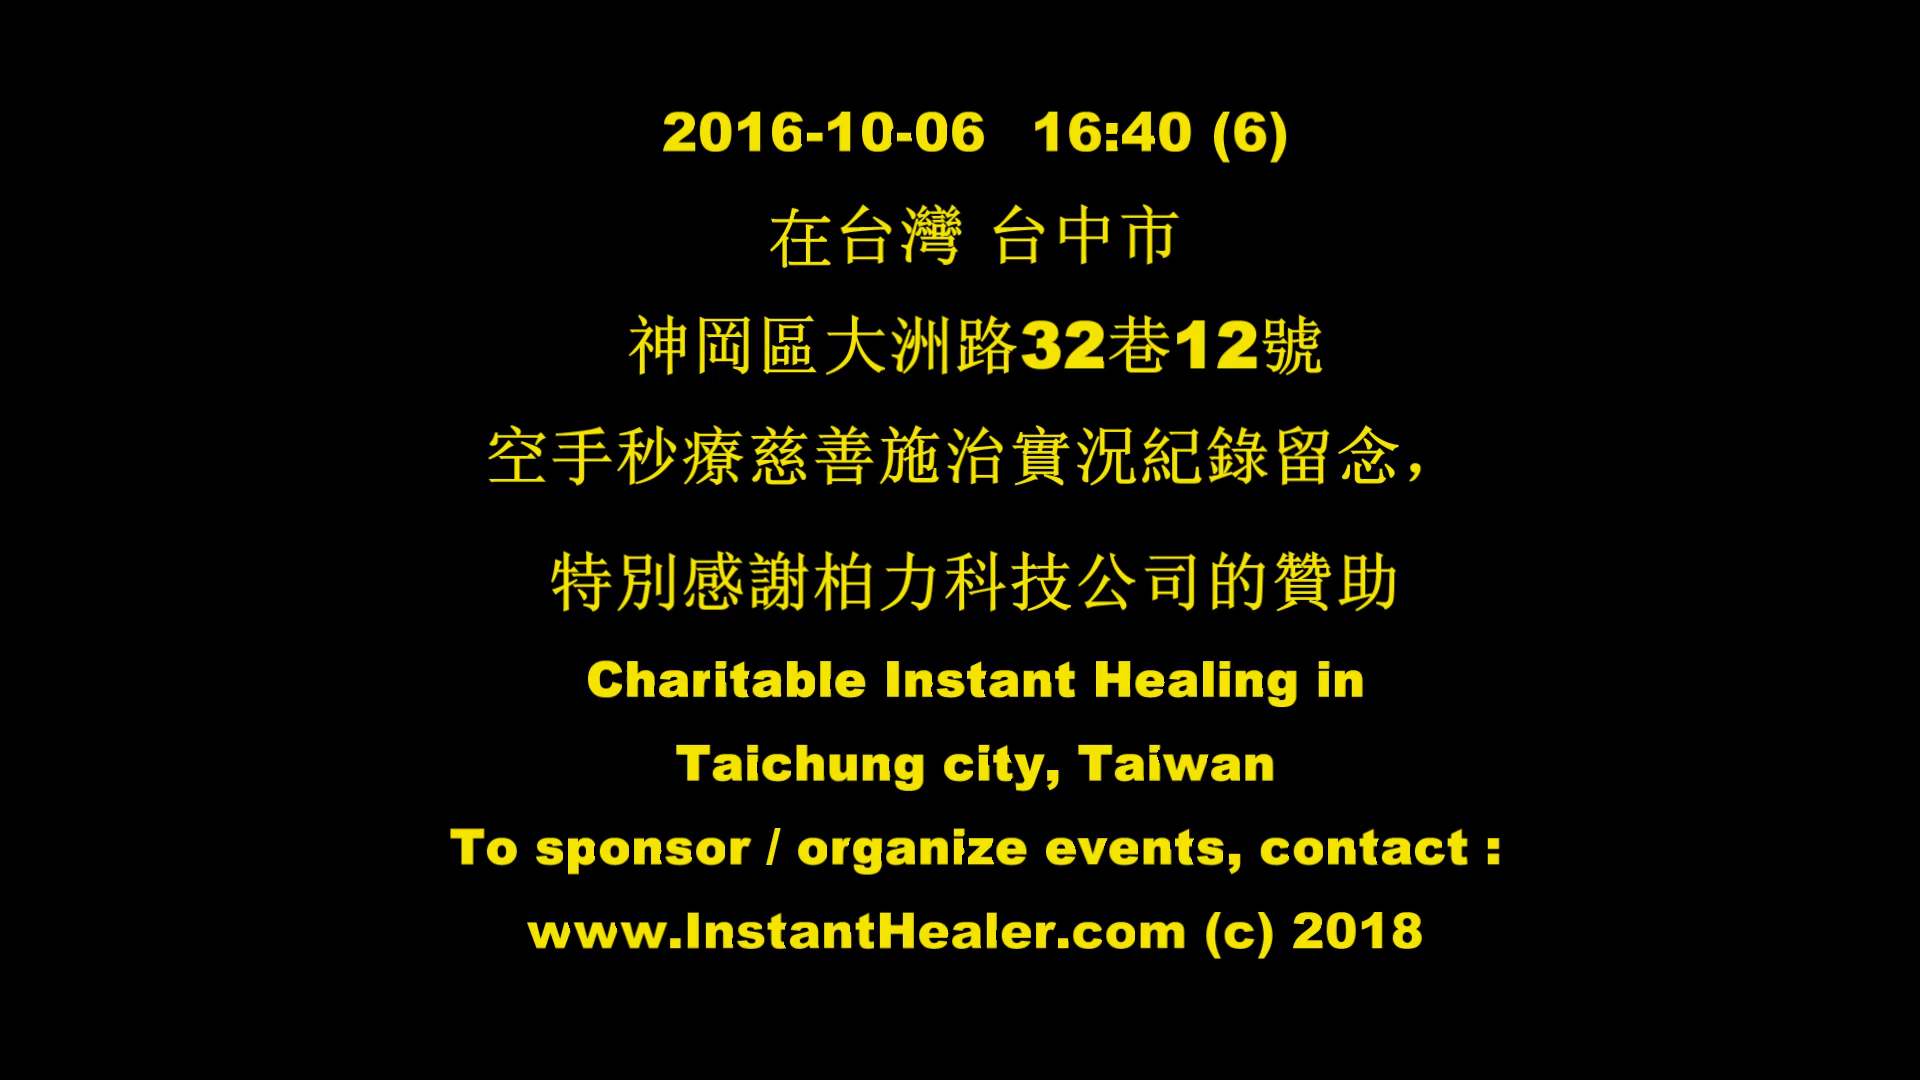 2016-10-06 16:40 (6)
在台灣 台中市
神岡區大洲路32巷12號
空手秒療慈善施治實況紀錄留念，
特別感謝柏力科技公司的贊助
Charitable Instant Healing in
Taichung city, Taiwan
To sponsor / organize events, contact :
www.InstantHealer.com (c) 2018